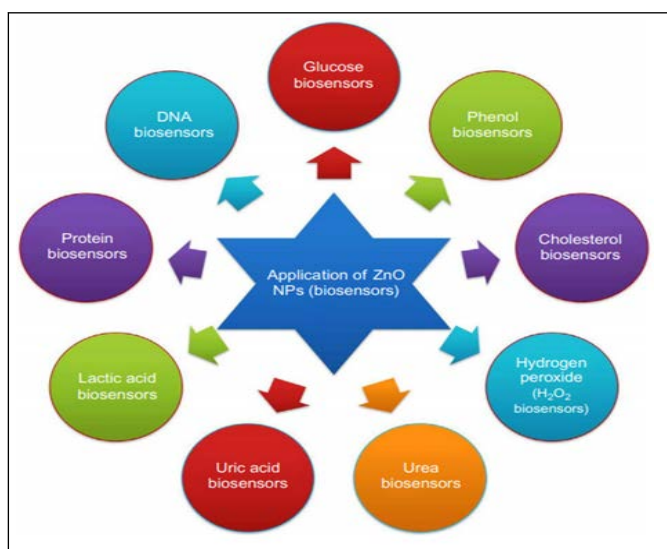 Glucose
biosensors
Phenol
biosensors
Cholesterol
biosensors
Hydrogen
peroxide
(H₂O₂
biosensors)
Urea
biosensors
Uric acid
biosensors
Lactic acid
biosensors
Protein
biosensors
DNA
biosensors
Application of ZnO
NPs (biosensors)